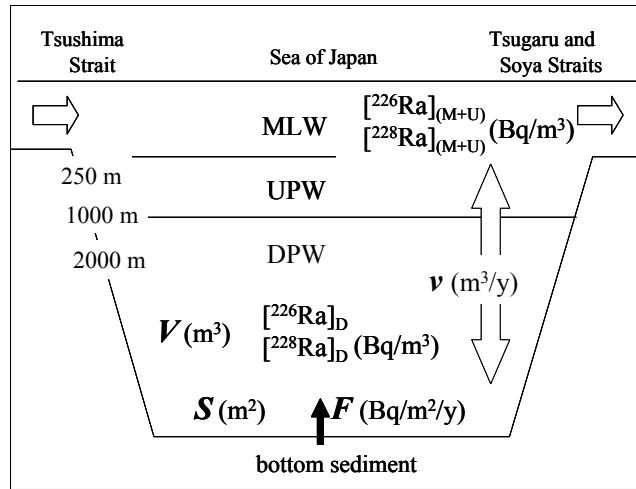 Tsushima
Strait
Sea of Japan
Tsugaru and
Soya Straits
MLW
[²²⁶Ra](M+U)
[²²⁸Ra](M+U) (Bq/m³)
250 m
UPW
1000 m
2000 m
DPW
v (m³/y)
V (m³)
[²²⁶Ra]D
[²²⁸Ra]D (Bq/m³)
S (m²)
F (Bq/m²/y)
bottom sediment